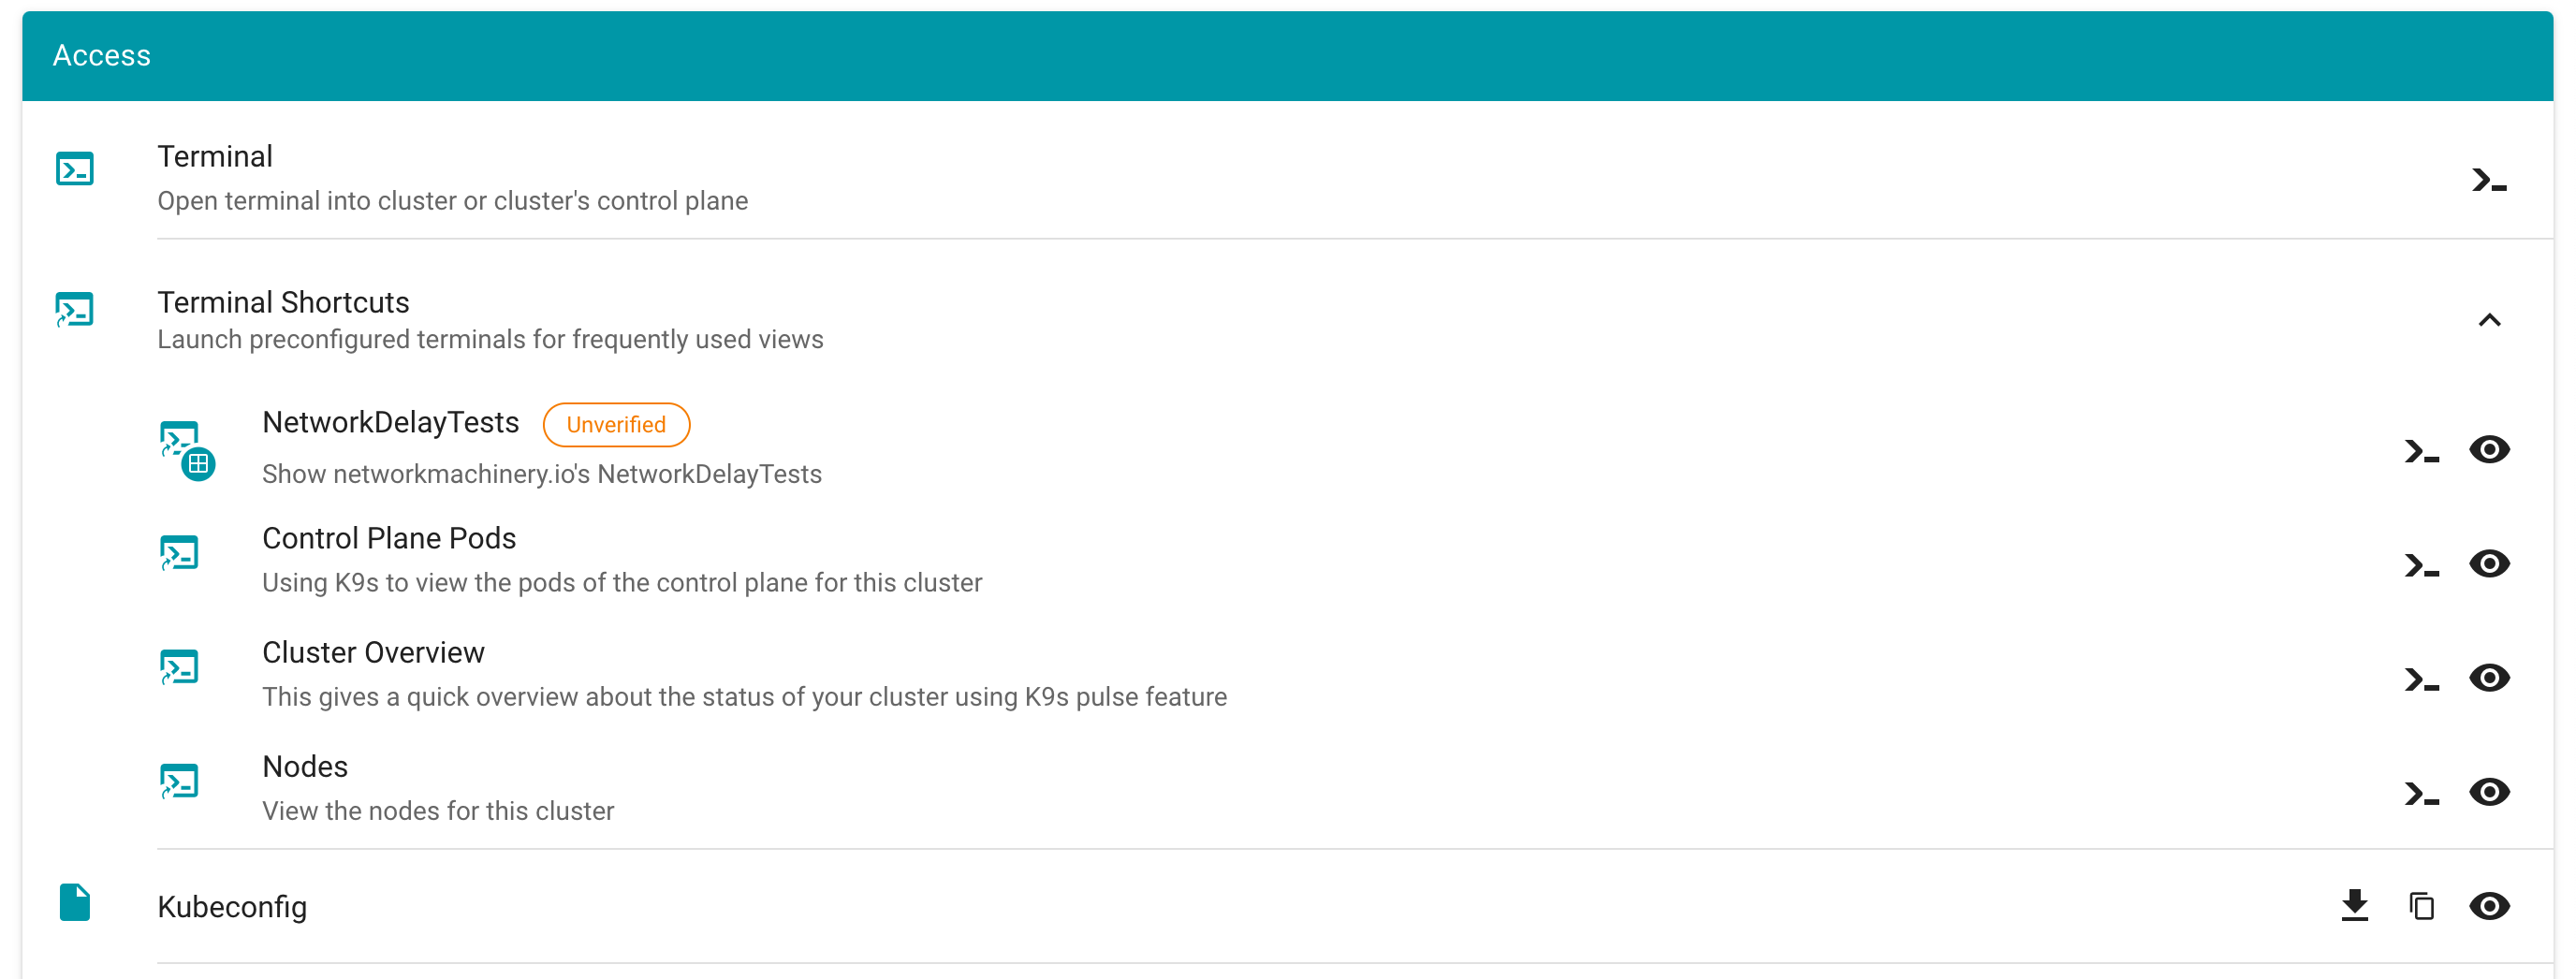 Access
Terminal
Open terminal into cluster or cluster's control plane
Terminal Shortcuts
Launch preconfigured terminals for frequently used views
NetworkDelayTests Unverified
Show networkmachinery.io's NetworkDelayTests
Control Plane Pods
Using K9s to view the pods of the control plane for this cluster
Cluster Overview
This gives a quick overview about the status of your cluster using K9s pulse feature
Nodes
View the nodes for this cluster
Kubeconfig